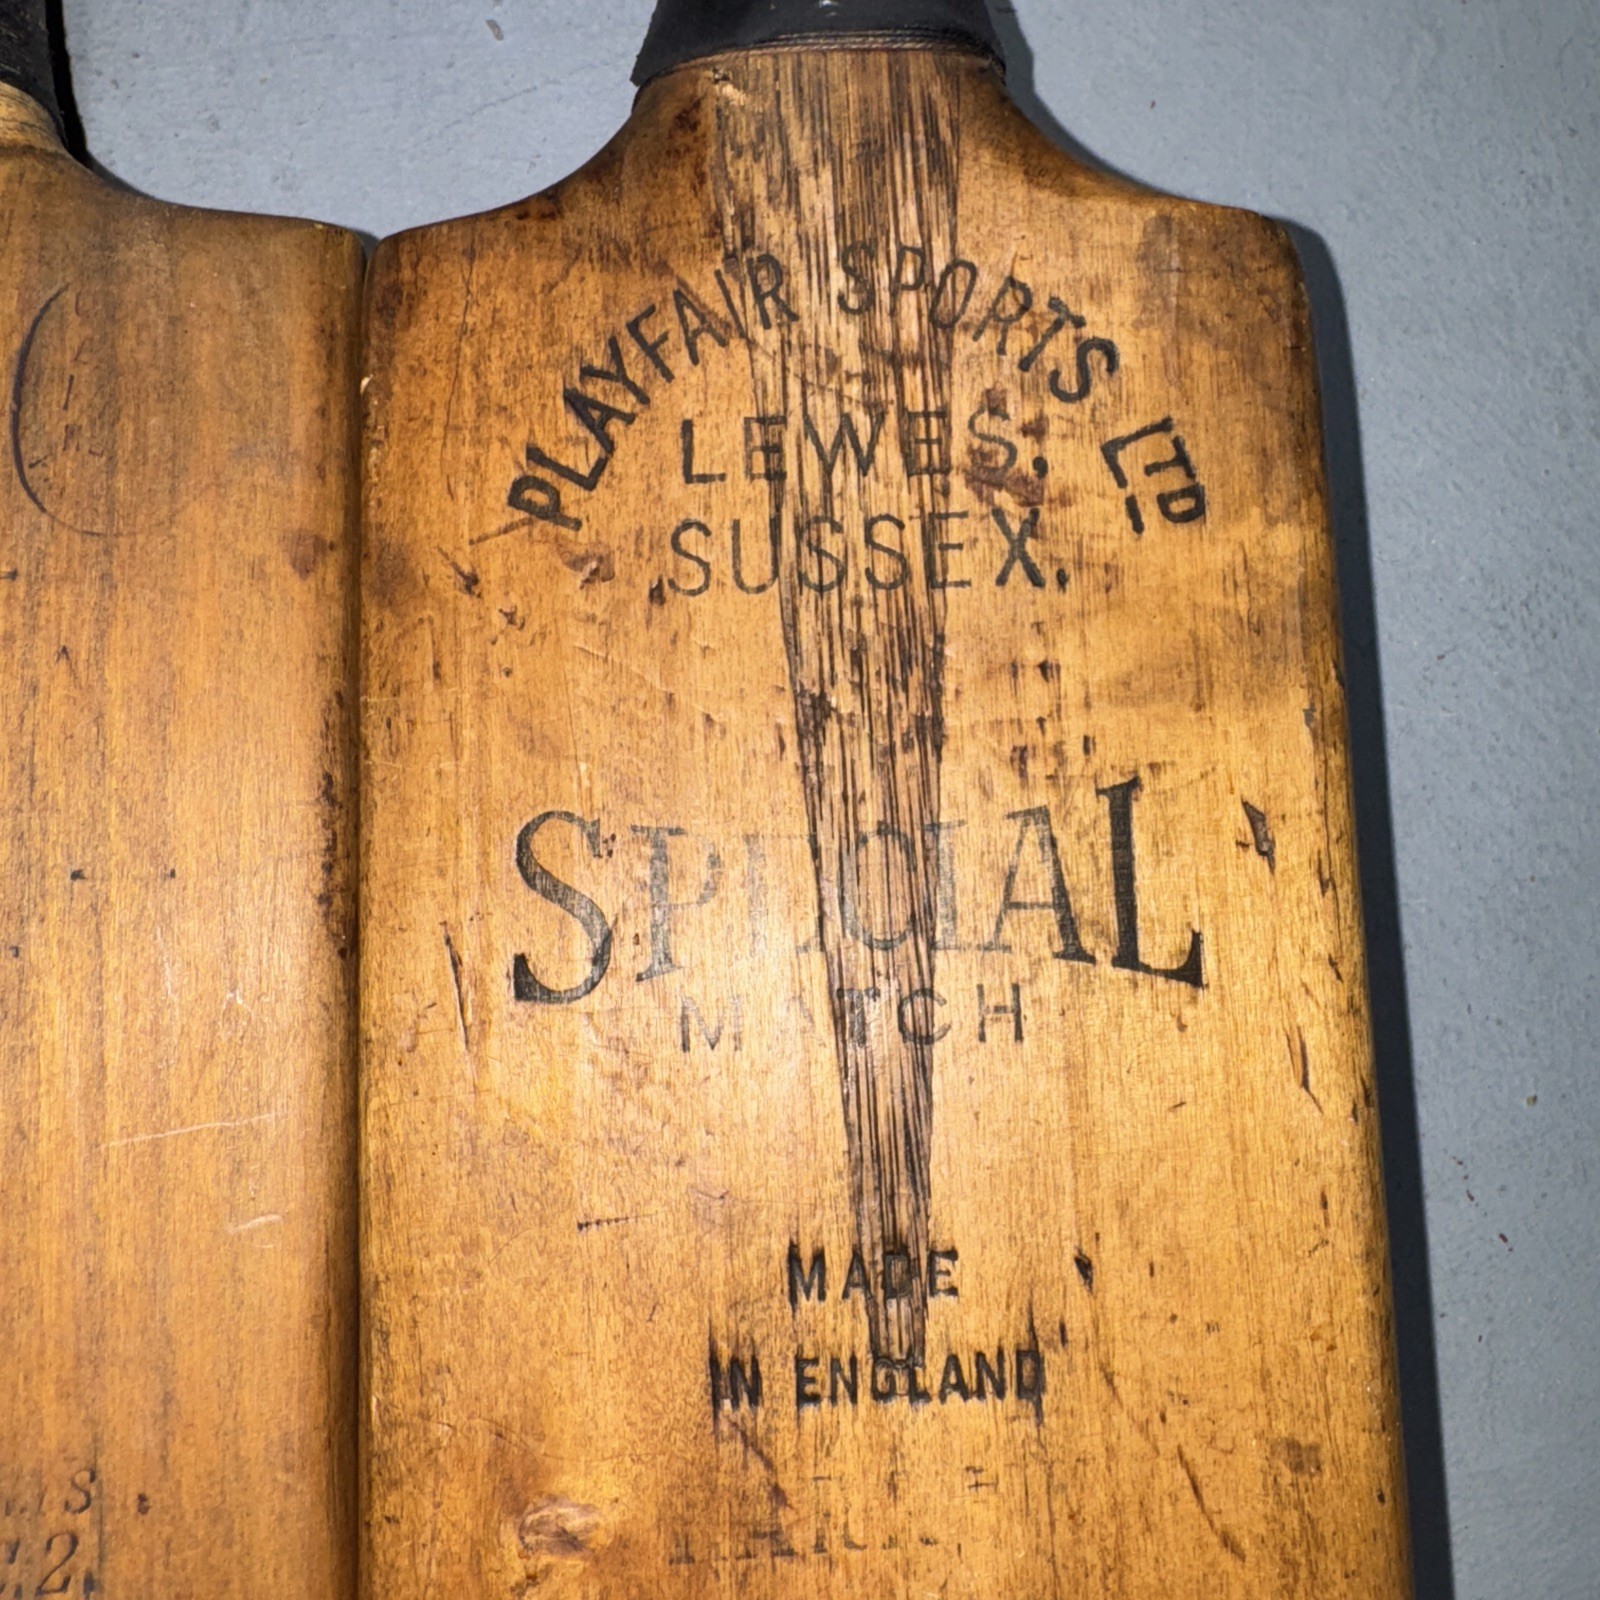 PLAYFAIR SPORTS LTD
LEWES,
SUSSEX.
SPECIAL
MATCH
MADE
IN ENGLAND